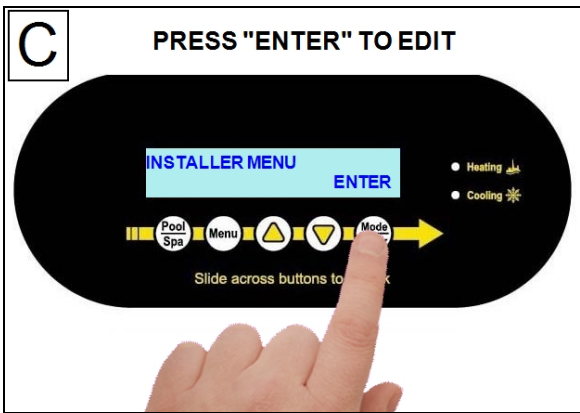 C
PRESS "ENTER" TO EDIT
INSTALLER MENU
ENTER
Heating
Cooling
Pool
Spa
Menu
Mode
Slide across buttons to